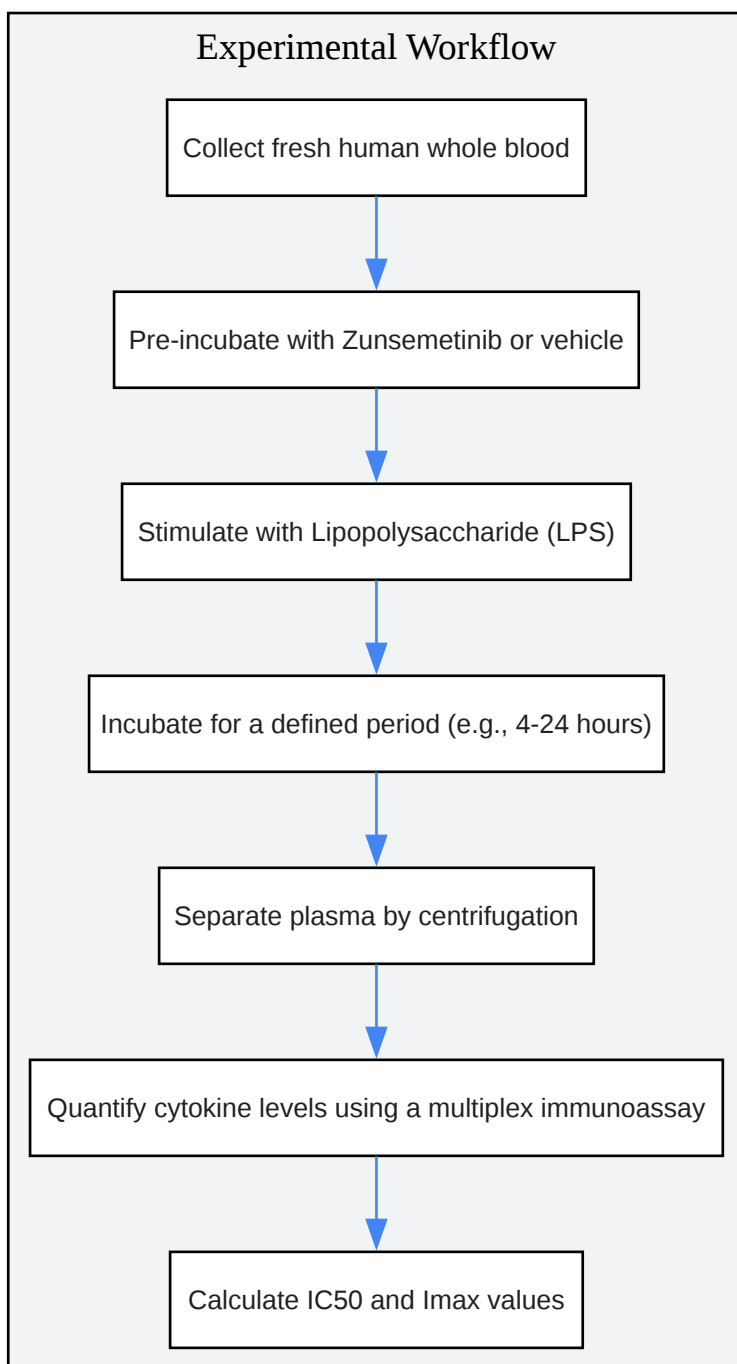 Experimental Workflow
Collect fresh human whole blood
Pre-incubate with Zunsemetinib or vehicle
Stimulate with Lipopolysaccharide (LPS)
Incubate for a defined period (e.g., 4-24 hours)
Separate plasma by centrifugation
Quantify cytokine levels using a multiplex immunoassay
Calculate IC50 and Imax values